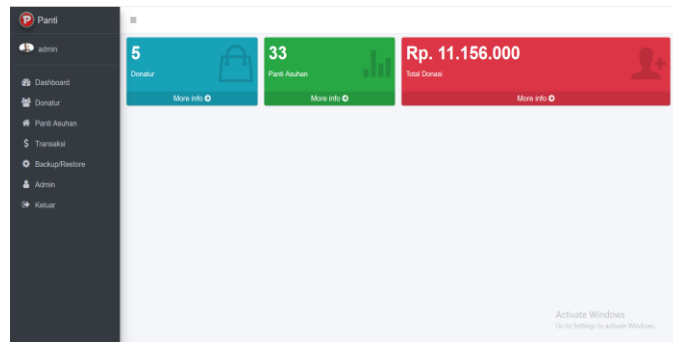 P Panti
admin
Dashboard
Donatur
Panti Asuhan
$ Transaksi
Backup/Restore
Admin
Keluar
5
Donatur
More info
33
Panti Asuhan
More info
Rp. 11.156.000
Total Donasi
More info
Activate Windows
Go to Settings to activate Windows.